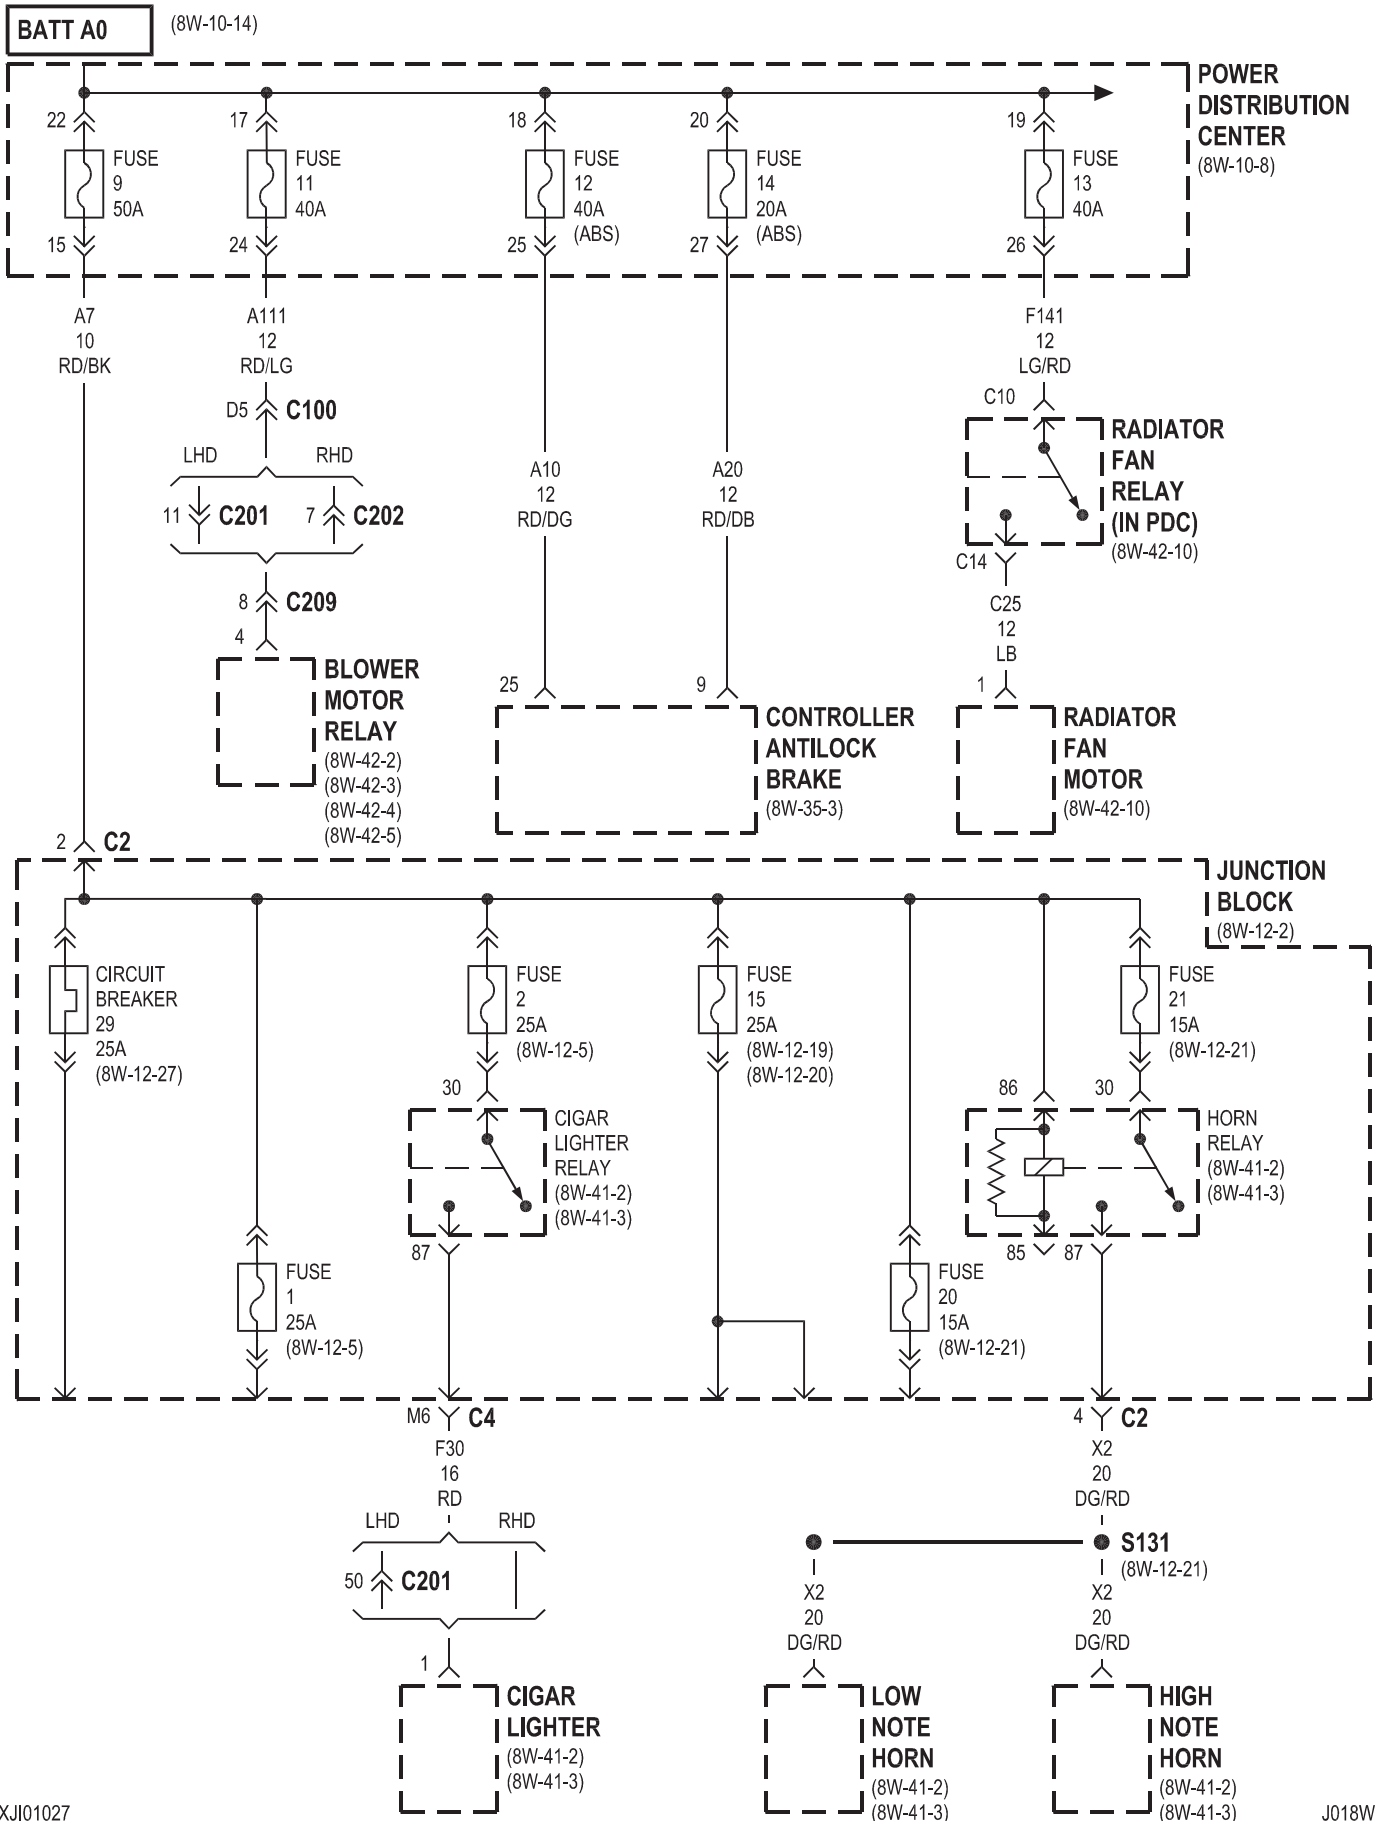 BATT A0
(8W-10-14)
POWER
DISTRIBUTION
CENTER
(8W-10-8)
22
FUSE
9
50A
15
17
FUSE
11
40A
24
18
FUSE
12
40A
(ABS)
25
20
FUSE
14
20A
(ABS)
27
19
FUSE
13
40A
26
A7
10
RD/BK
A111
12
RD/LG
D5
C100
LHD
RHD
11
C201
7
C202
8
C209
4
BLOWER
MOTOR
RELAY
(8W-42-2)
(8W-42-3)
(8W-42-4)
(8W-42-5)
A10
12
RD/DG
25
A20
12
RD/DB
9
CONTROLLER
ANTILOCK
BRAKE
(8W-35-3)
F141
12
LG/RD
C10
RADIATOR
FAN
RELAY
(IN PDC)
(8W-42-10)
C14
C25
12
LB
1
RADIATOR
FAN
MOTOR
(8W-42-10)
2
C2
JUNCTION
BLOCK
(8W-12-2)
CIRCUIT
BREAKER
29
25A
(8W-12-27)
FUSE
1
25A
(8W-12-5)
FUSE
2
25A
(8W-12-5)
30
CIGAR
LIGHTER
RELAY
(8W-41-2)
(8W-41-3)
87
FUSE
15
25A
(8W-12-19)
(8W-12-20)
FUSE
20
15A
(8W-12-21)
FUSE
21
15A
(8W-12-21)
86
30
HORN
RELAY
(8W-41-2)
(8W-41-3)
85
87
M6
C4
F30
16
RD
LHD
RHD
50
C201
1
CIGAR
LIGHTER
(8W-41-2)
(8W-41-3)
4
C2
X2
20
DG/RD
S131
(8W-12-21)
X2
20
DG/RD
LOW
NOTE
HORN
(8W-41-2)
(8W-41-3)
X2
20
DG/RD
HIGH
NOTE
HORN
(8W-41-2)
(8W-41-3)
XJI01027
J018W